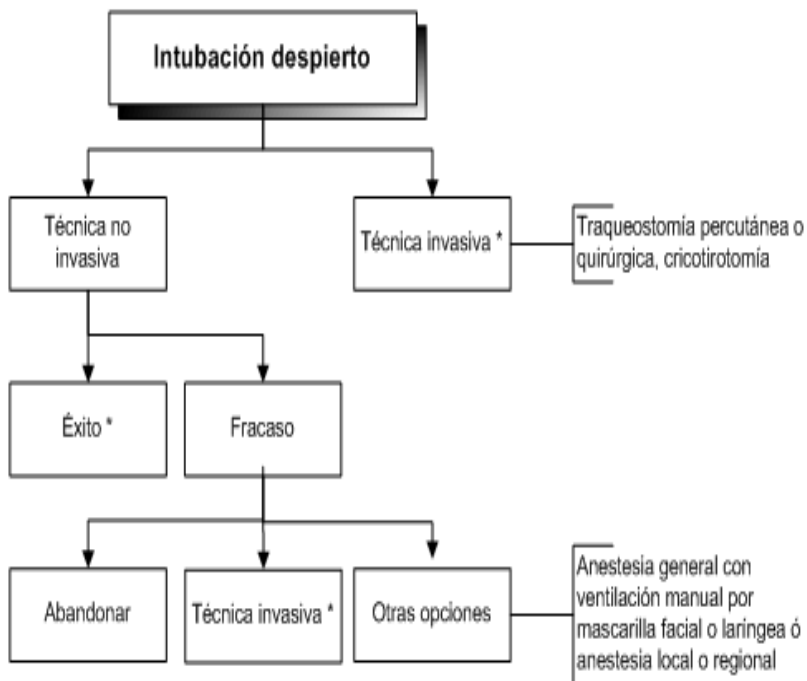 Intubación despierto
Técnica no
invasiva
Técnica invasiva *
Traqueostomía percutánea o
quirúrgica, cricotirotomía
Éxito *
Fracaso
Abandonar
Técnica invasiva *
Otras opciones
Anestesia general con
ventilación manual por
mascarilla facial o laríngea ó
anestesia local o regional